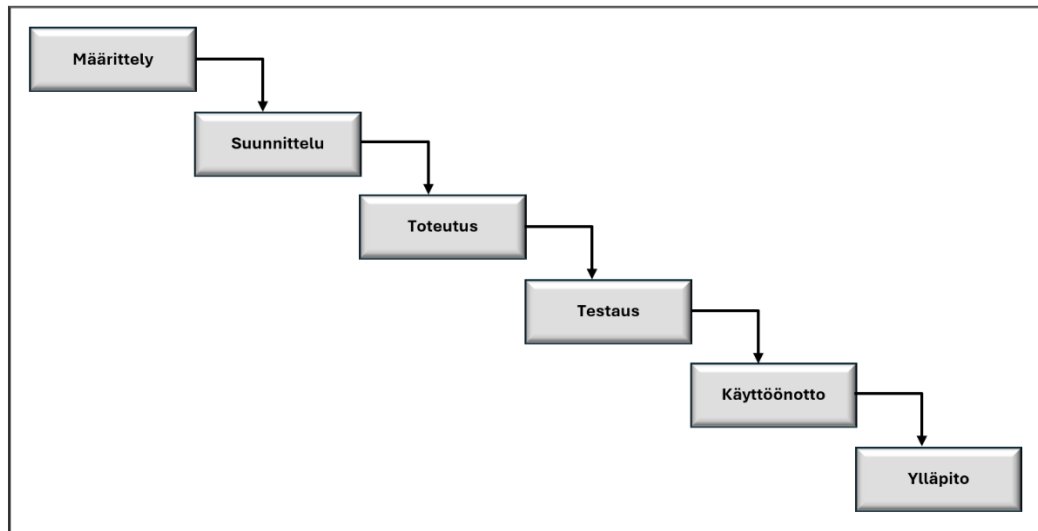 Määrittely
Suunnittelu
Toteutus
Testaus
Käyttöönotto
Ylläpito